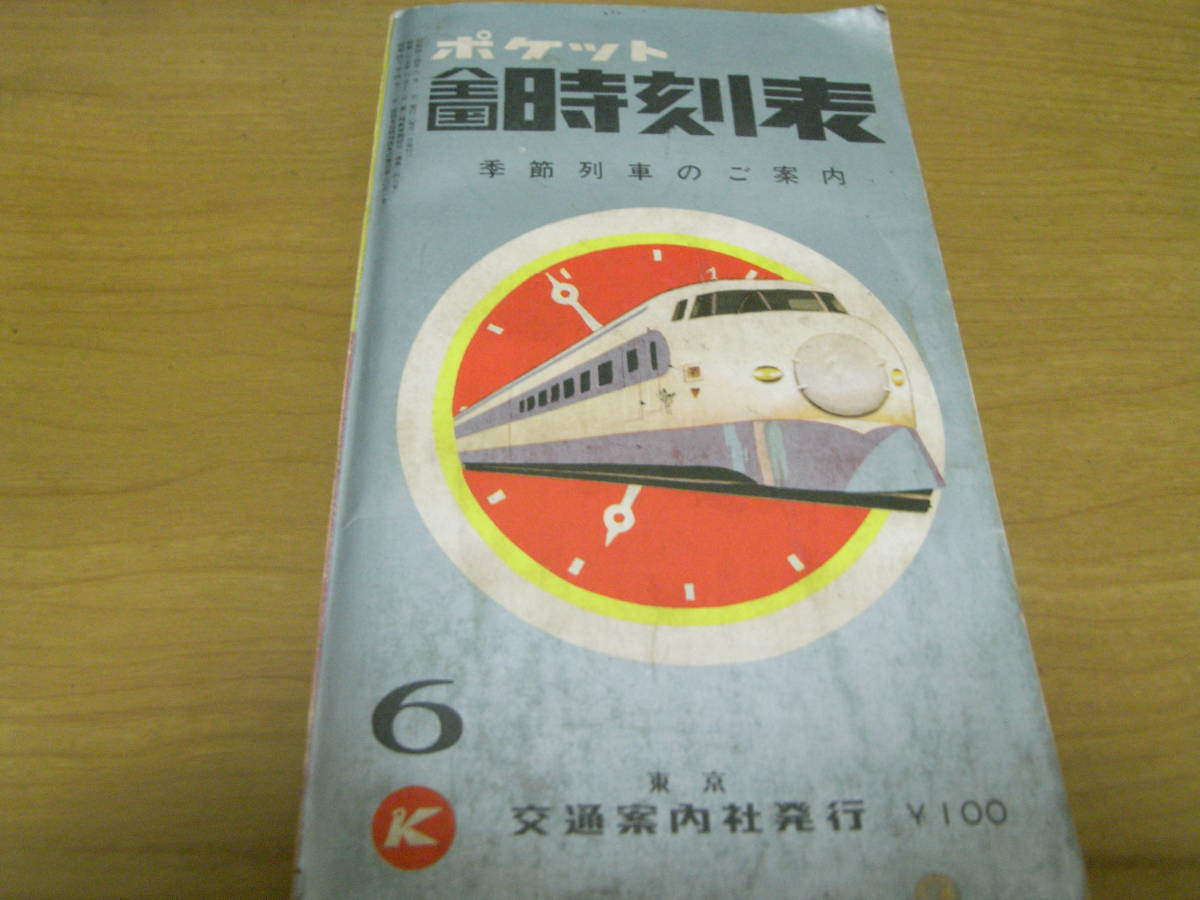 ポケット
全国時刻表
季節列車のご案内
6
K
東京
交通案内社発行 ¥100